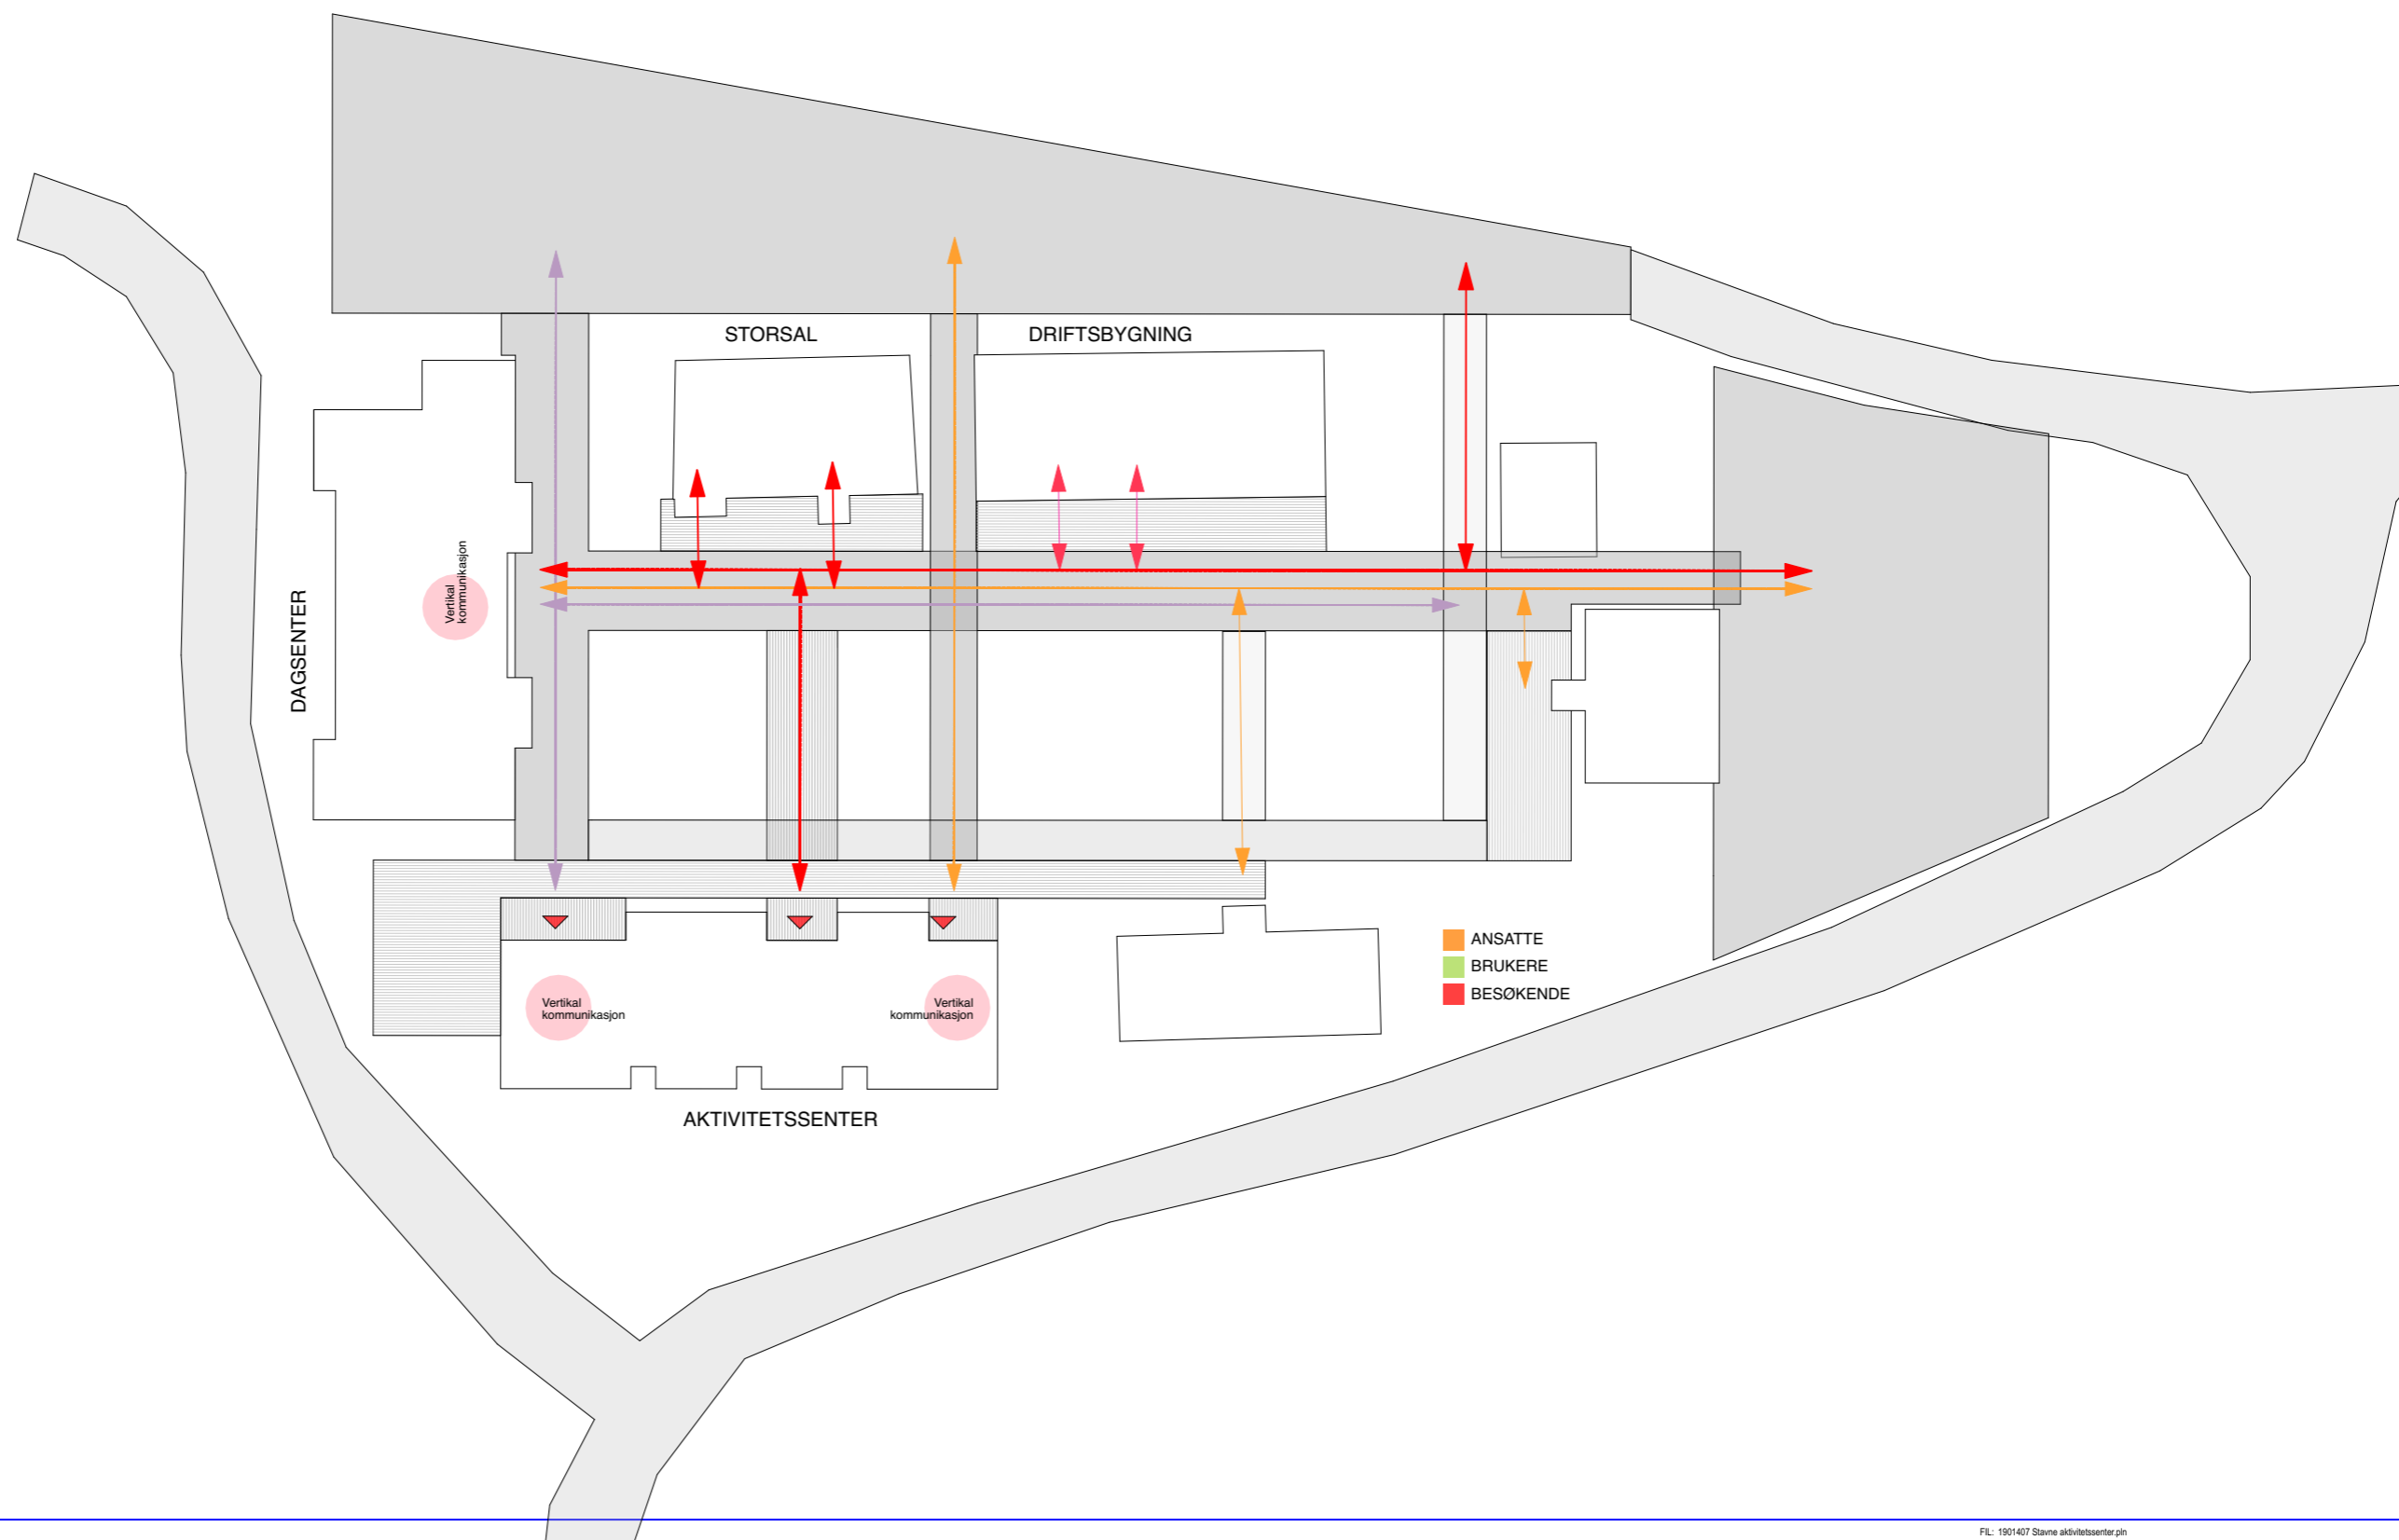 STORSAL
DRIFTSBYGNING
Vertikal
kommunikasjon
DAGSENTER
ANSATTE
BRUKERE
BESØKENDE
Vertikal
kommunikasjon
Vertikal
kommunikasjon
AKTIVITETSSENTER
FIL: 1901407 Stavne aktivitetssenter.pln